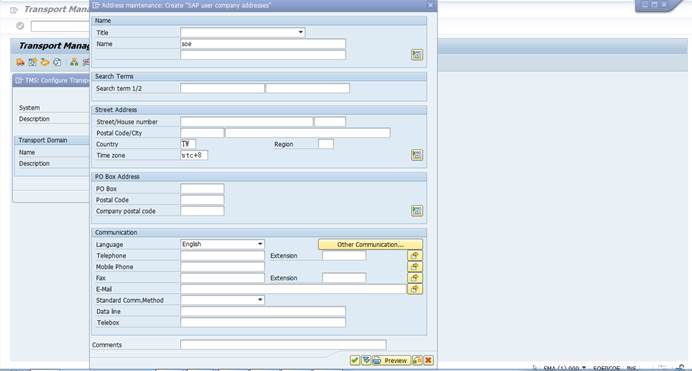 Transport Manag
Address maintenance: Create "SAP user company addresses"
Transport Manag
TMS: Configure Transp
System
Description
Transport Domain
Name
Description
Name
Title
Name soe
Search Terms
Search term 1/2
Street Address
Street/House number
Postal Code/City
Country TW Region
Time zone utc+8
PO Box Address
PO Box
Postal Code
Company postal code
Communication
Language English Other Communication...
Telephone Extension
Mobile Phone
Fax Extension
E-Mail
Standard Comm.Method
Data line
Telebox
Comments
Preview
SMA (1) 000 INS